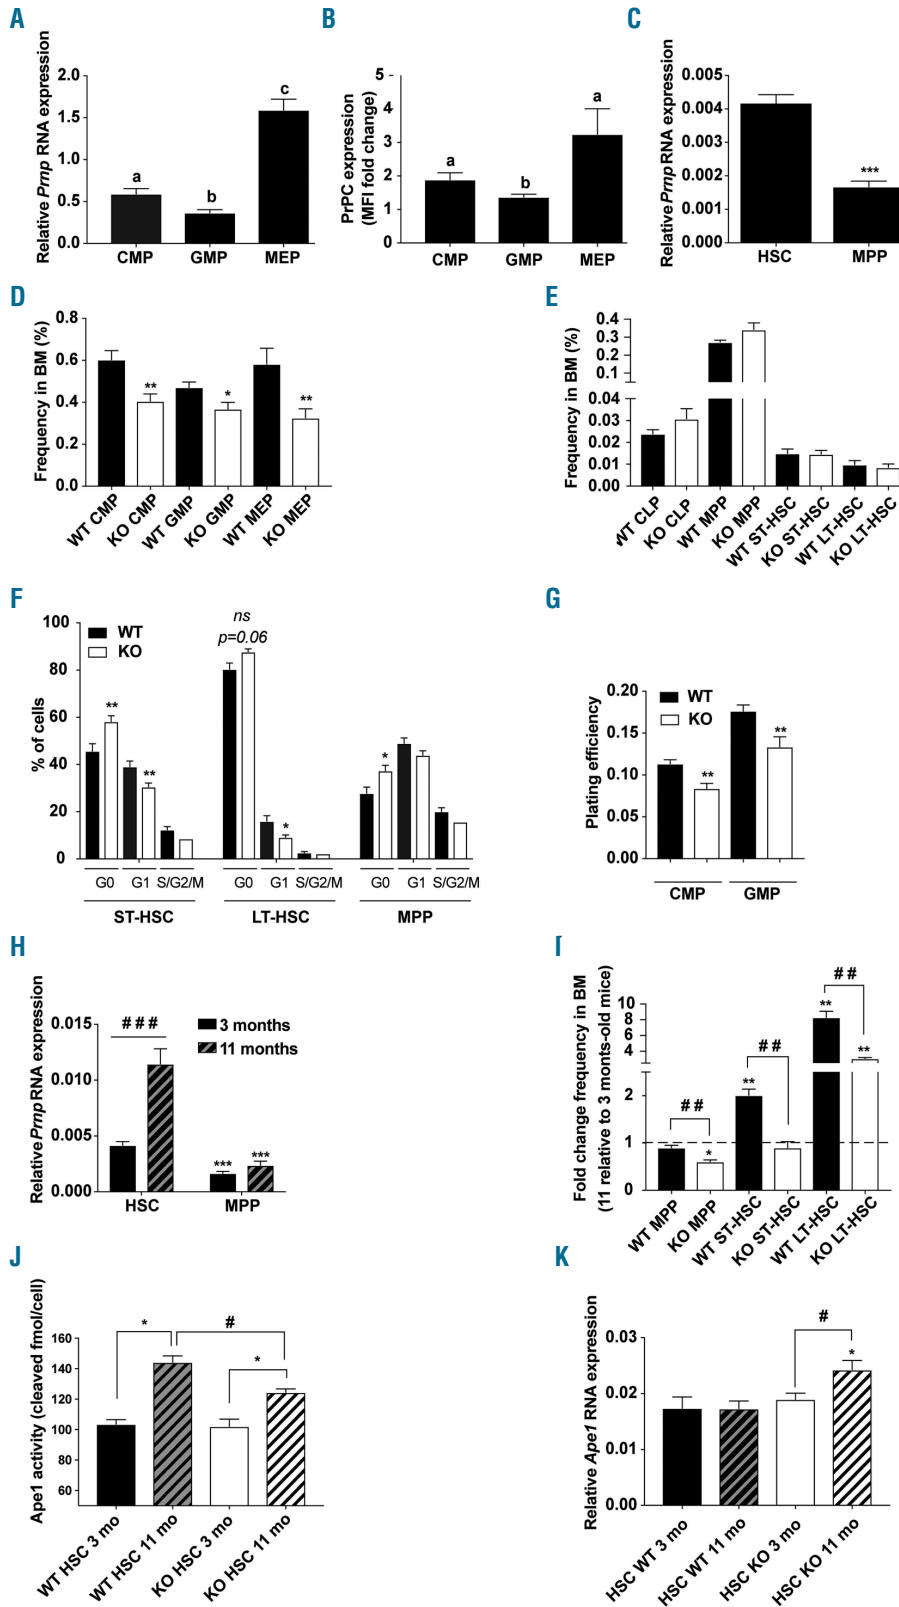 A
Relative Prnp RNA expression
2.0
1.5
1.0
0.5
0.0
a
b
c
CMP
GMP
MEP
B
PrPC expression
(MFI fold change)
5
4
3
2
1
0
a
b
a
CMP
GMP
MEP
C
Relative Prnp RNA expression
0.005
0.004
0.003
0.002
0.001
0.000
***
HSC
MPP
D
Frequency in BM (%)
0.8
0.6
0.4
0.2
0.0
**
*
**
WT CMP
KO CMP
WT GMP
KO GMP
WT MEP
KO MEP
E
Frequency in BM (%)
0.4
0.3
0.2
0.1
0.04
0.03
0.02
0.01
0.00
WT CLP
KO CLP
WT MPP
KO MPP
WT ST-HSC
KO ST-HSC
WT LT-HSC
KO LT-HSC
F
% of cells
100
80
60
40
20
0
WT
KO
**
**
ns
p=0.06
*
*
G0
G1
S/G2/M
G0
G1
S/G2/M
G0
G1
S/G2/M
ST-HSC
LT-HSC
MPP
G
Plating efficiency
0.20
0.15
0.10
0.05
0.00
WT
KO
**
**
CMP
GMP
H
Relative Prnp RNA expression
0.015
0.010
0.005
0.000
###
3 months
11 months
***
***
HSC
MPP
I
Fold change frequency in BM
(11 relative to 3 monts-old mice)
10
8
6
4
2
1
0
##
*
**
##
**
##
**
WT MPP
KO MPP
WT ST-HSC
KO ST-HSC
WT LT-HSC
KO LT-HSC
J
Ape1 activity (cleaved fmol/cell)
160
140
120
100
80
60
*
#
*
WT HSC 3 mo
WT HSC 11 mo
KO HSC 3 mo
KO HSC 11 mo
K
Relative Ape1 RNA expression
0.03
0.02
0.01
0.00
#
*
HSC WT 3 mo
HSC WT 11 mo
HSC KO 3 mo
HSC KO 11 mo